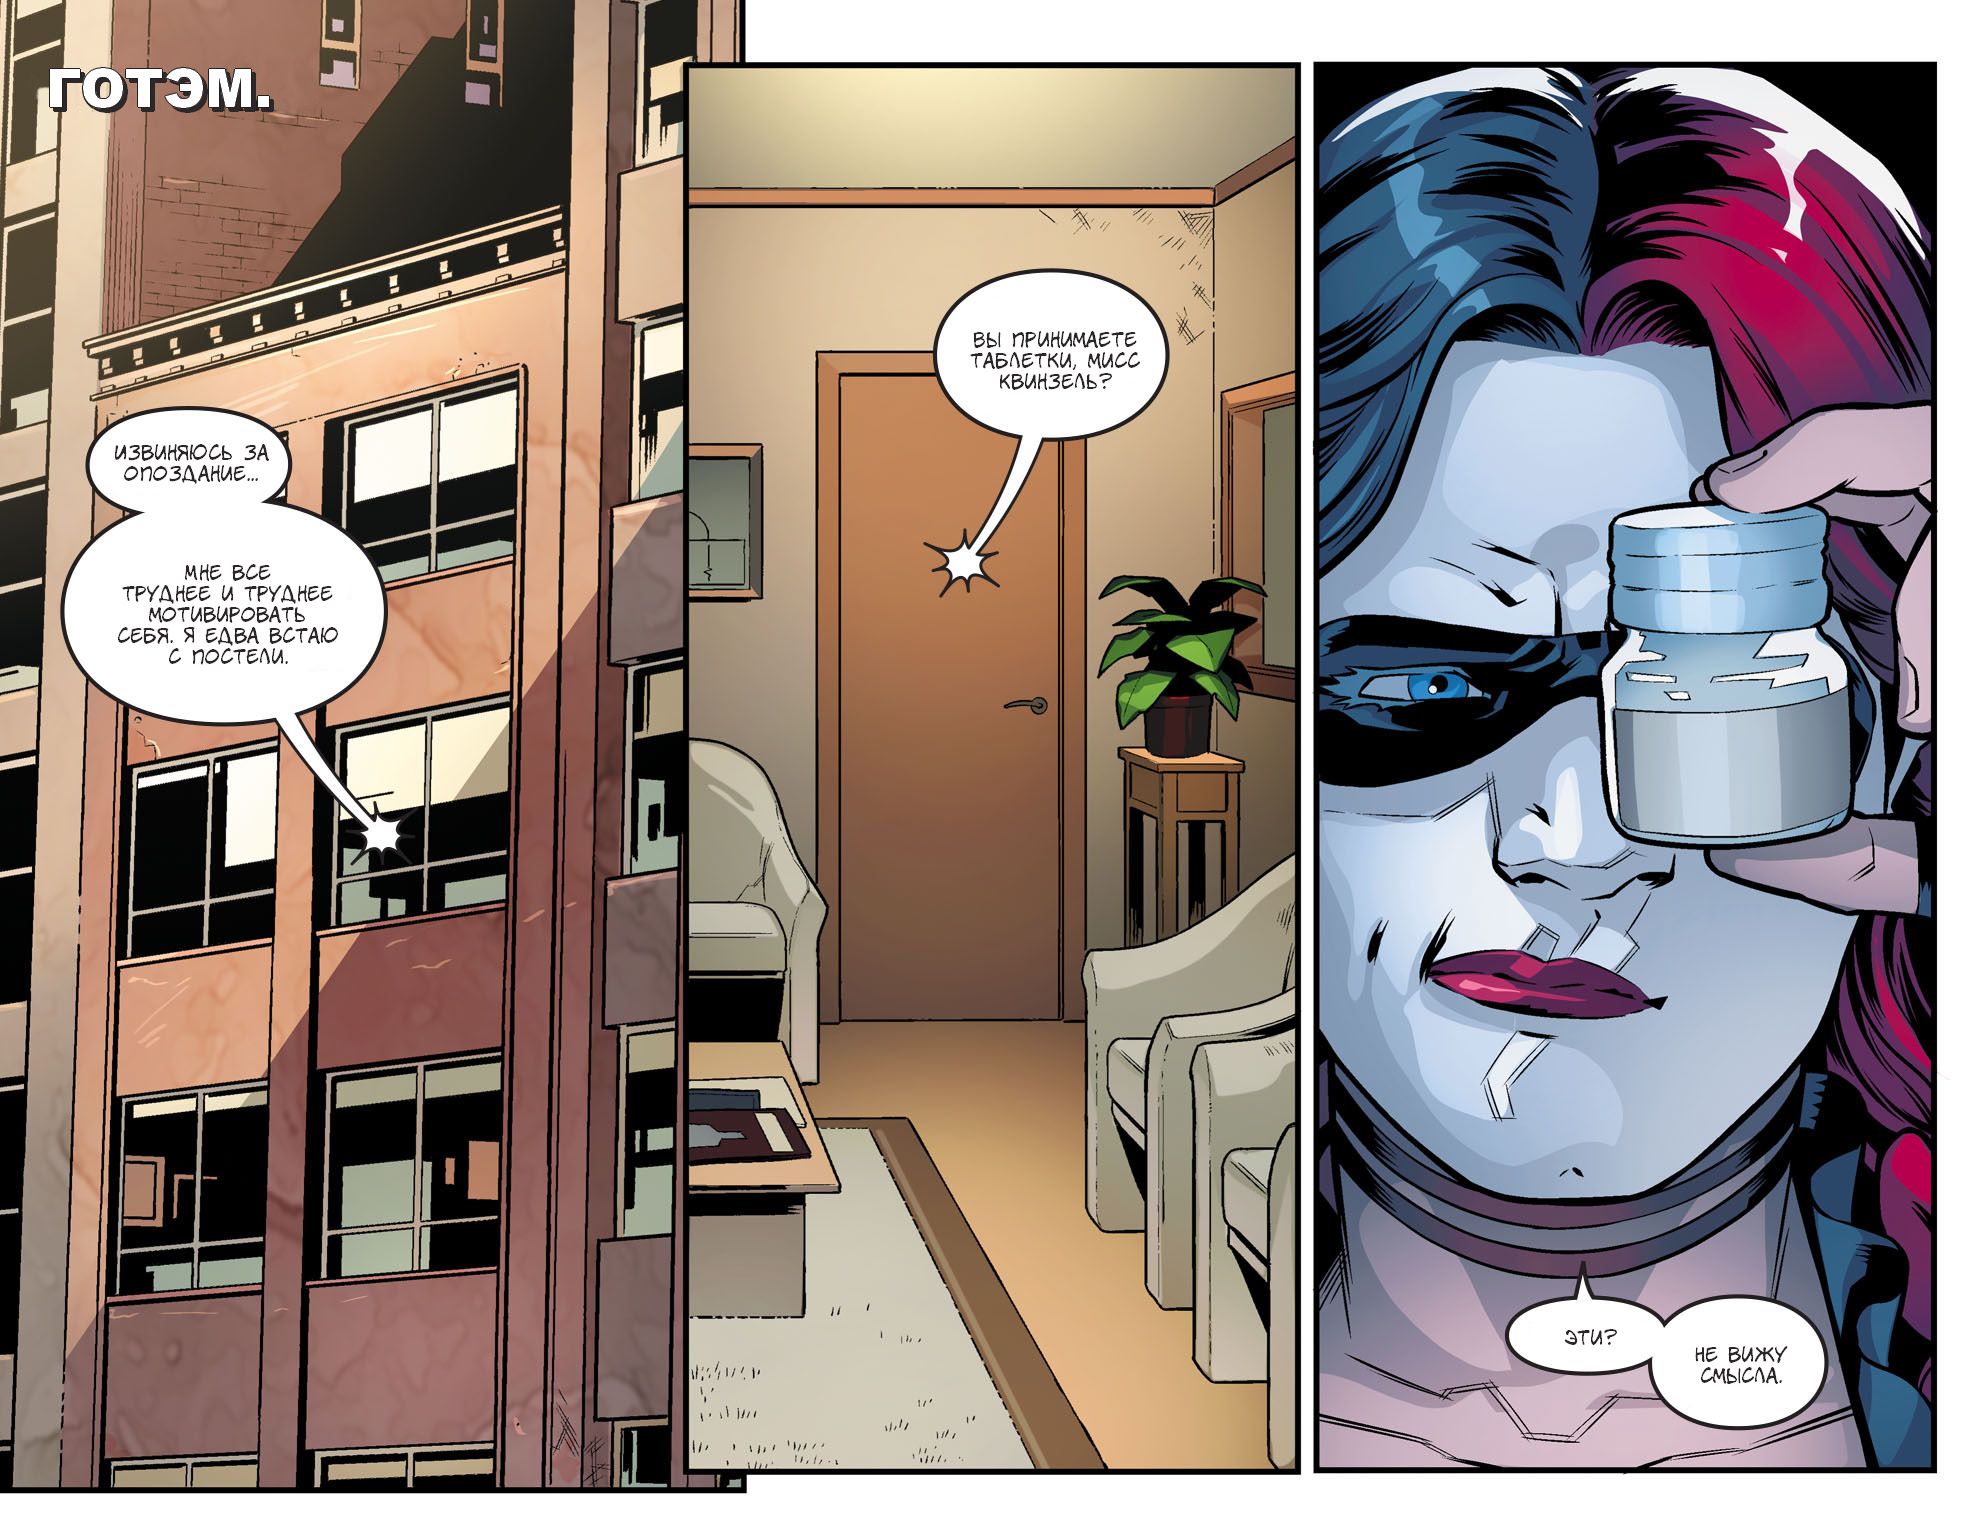 ГОТЭМ.
ИЗВИНЯЮСЬ ЗА
ОПОЗДАНИЕ...
МНЕ ВСЕ
ТРУДНЕЕ И ТРУДНЕЕ
МОТИВИРОВАТЬ
СЕБЯ. Я ЕДВА ВСТАЮ
С ПОСТЕЛИ.
ВЫ ПРИНИМАЕТЕ
ТАБЛЕТКИ, МИСС
КВИНЗЕЛЬ?
ЭТИ?
НЕ ВИЖУ
СМЫСЛА.